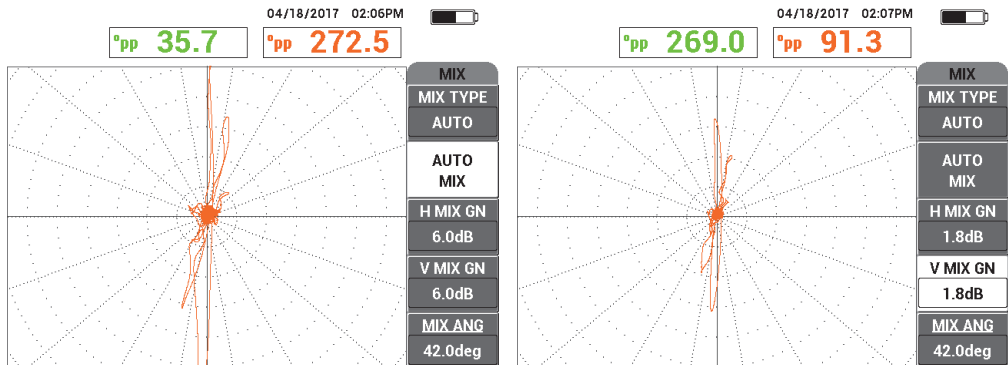 04/18/2017 02:06PM
°pp 35.7 °pp 272.5
MIX
MIX TYPE
AUTO
AUTO
MIX
H MIX GN
6.0dB
V MIX GN
6.0dB
MIX ANG
42.0deg
04/18/2017 02:07PM
°pp 269.0 °pp 91.3
MIX
MIX TYPE
AUTO
AUTO
MIX
H MIX GN
1.8dB
V MIX GN
1.8dB
MIX ANG
42.0deg